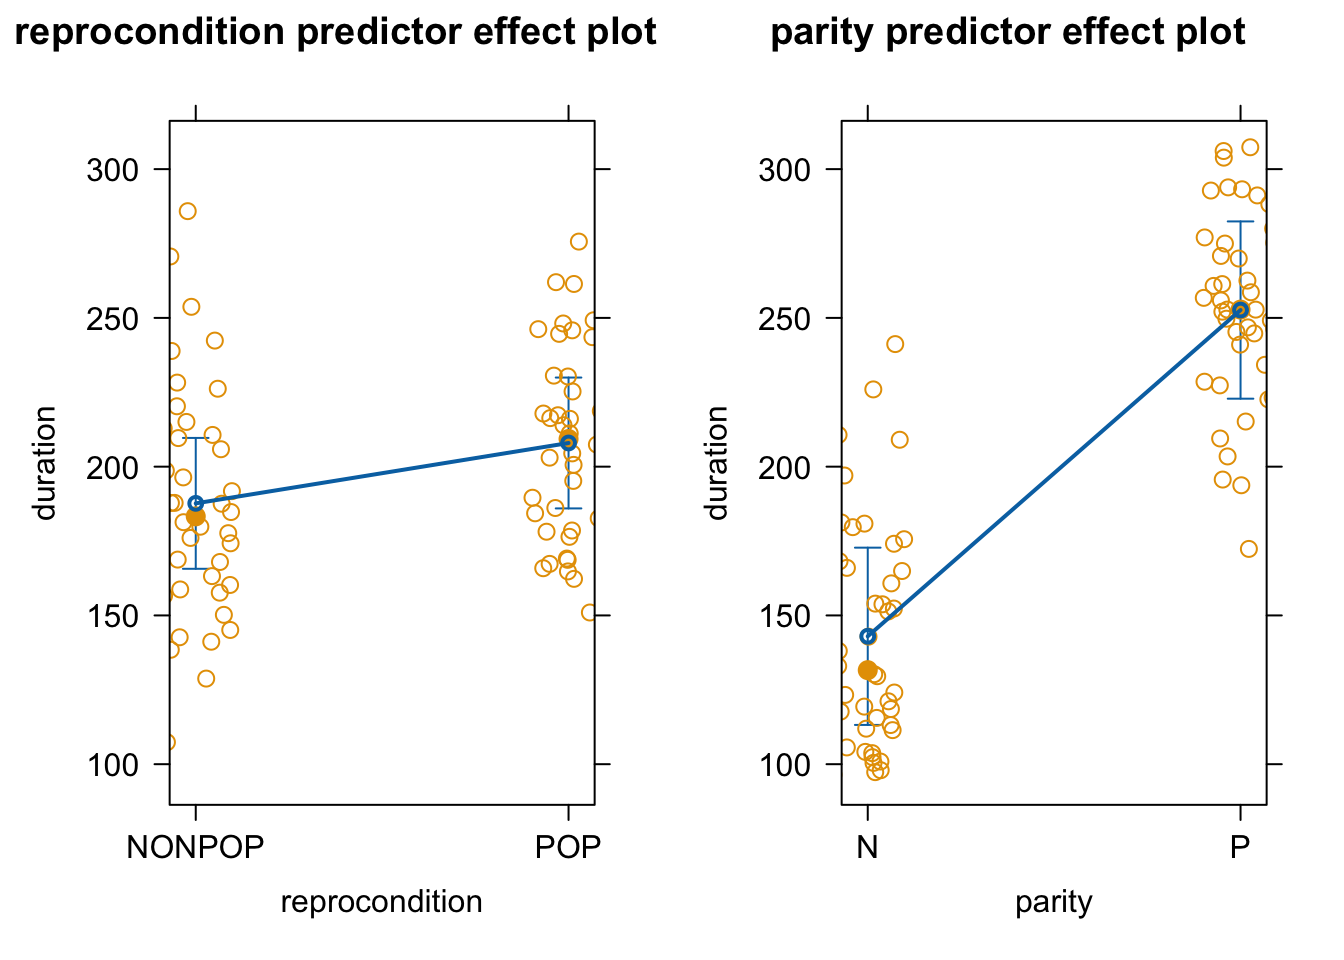 reprocondition predictor effect plot
300
250
200
150
100
duration
NONPOP POP
reprocondition
parity predictor effect plot
300
250
200
150
100
duration
N P
parity